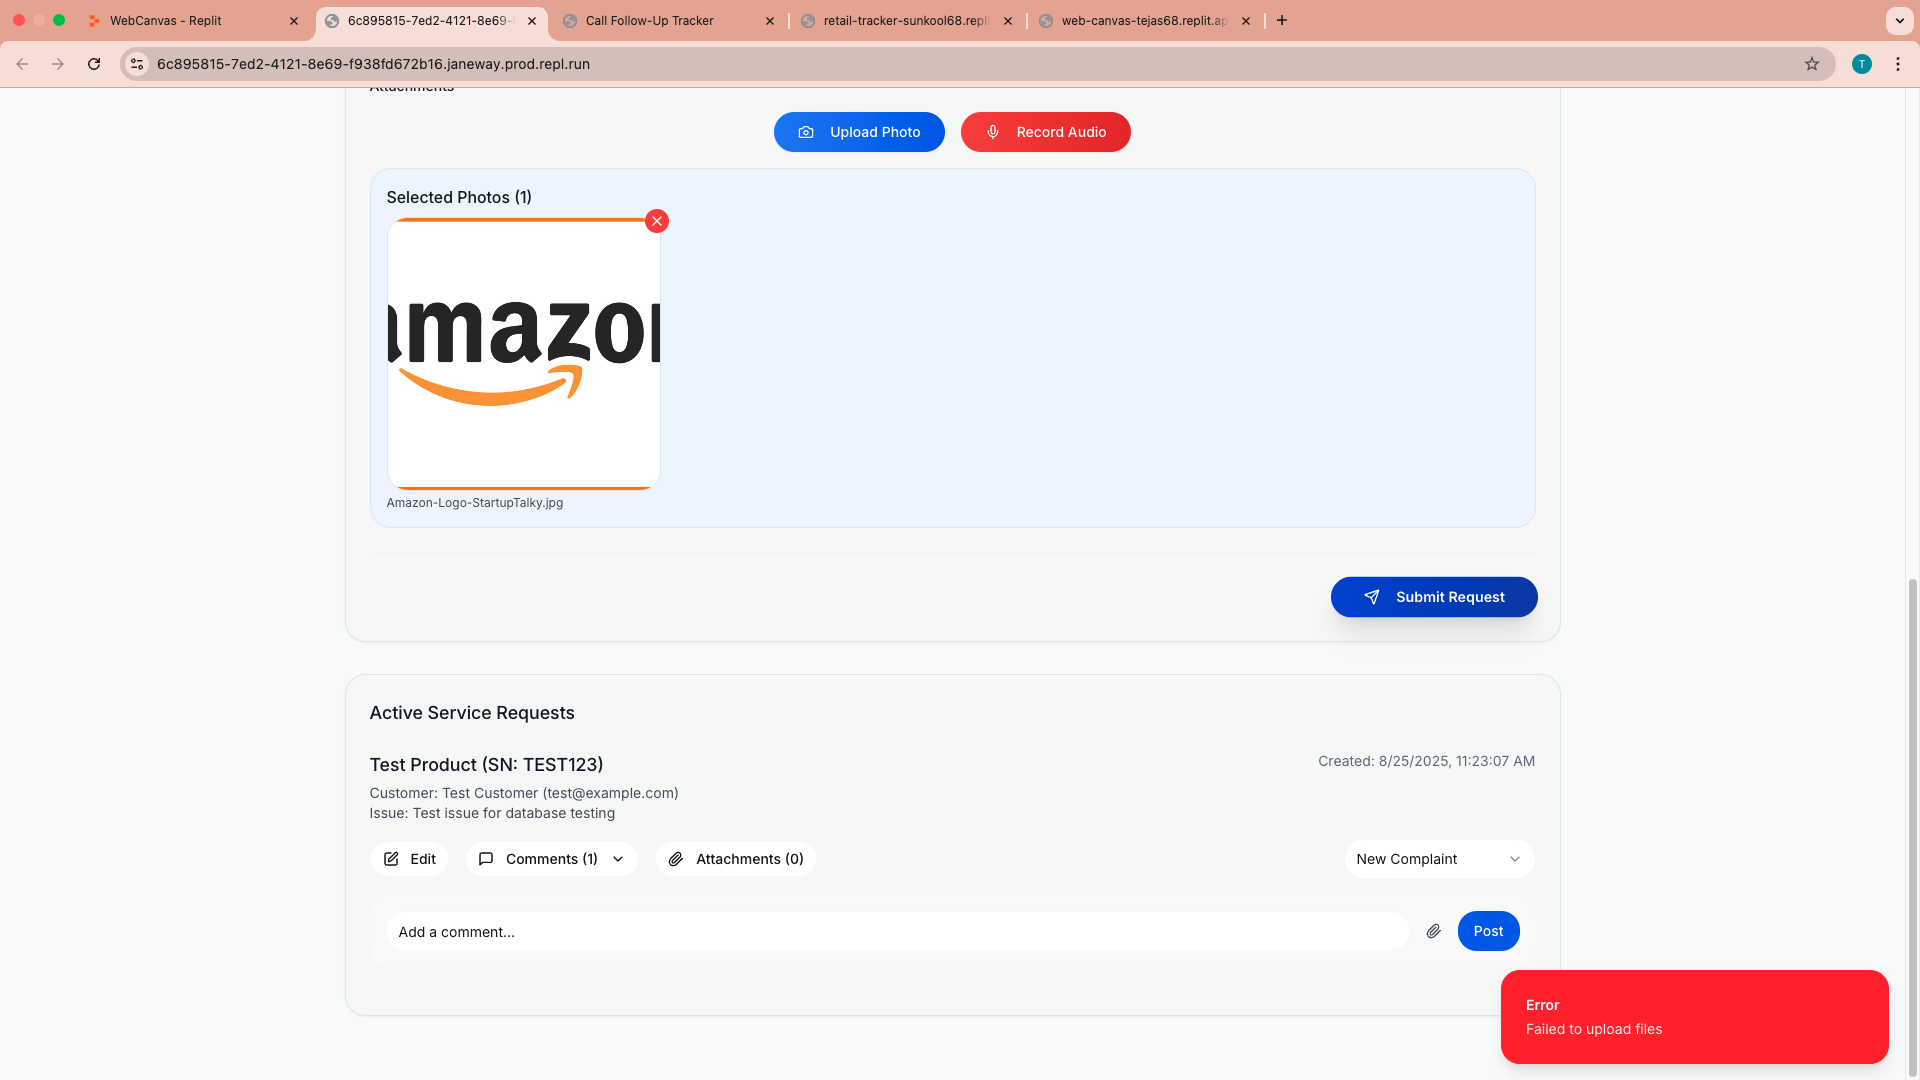 WebCanvas - Replit
6c895815-7ed2-4121-8e69-
Call Follow-Up Tracker
retail-tracker-sunkool68.repli
web-canvas-tejas68.replit.ap
6c895815-7ed2-4121-8e69-f938fd672b16.janeway.prod.repl.run
T
Attachments
Upload Photo
Record Audio
Selected Photos (1)
amazon
Amazon-Logo-StartupTalky.jpg
Submit Request
Active Service Requests
Test Product (SN: TEST123)
Created: 8/25/2025, 11:23:07 AM
Customer: Test Customer (test@example.com)
Issue: Test issue for database testing
Edit
Comments (1)
Attachments (0)
New Complaint
Add a comment...
Post
Error
Failed to upload files